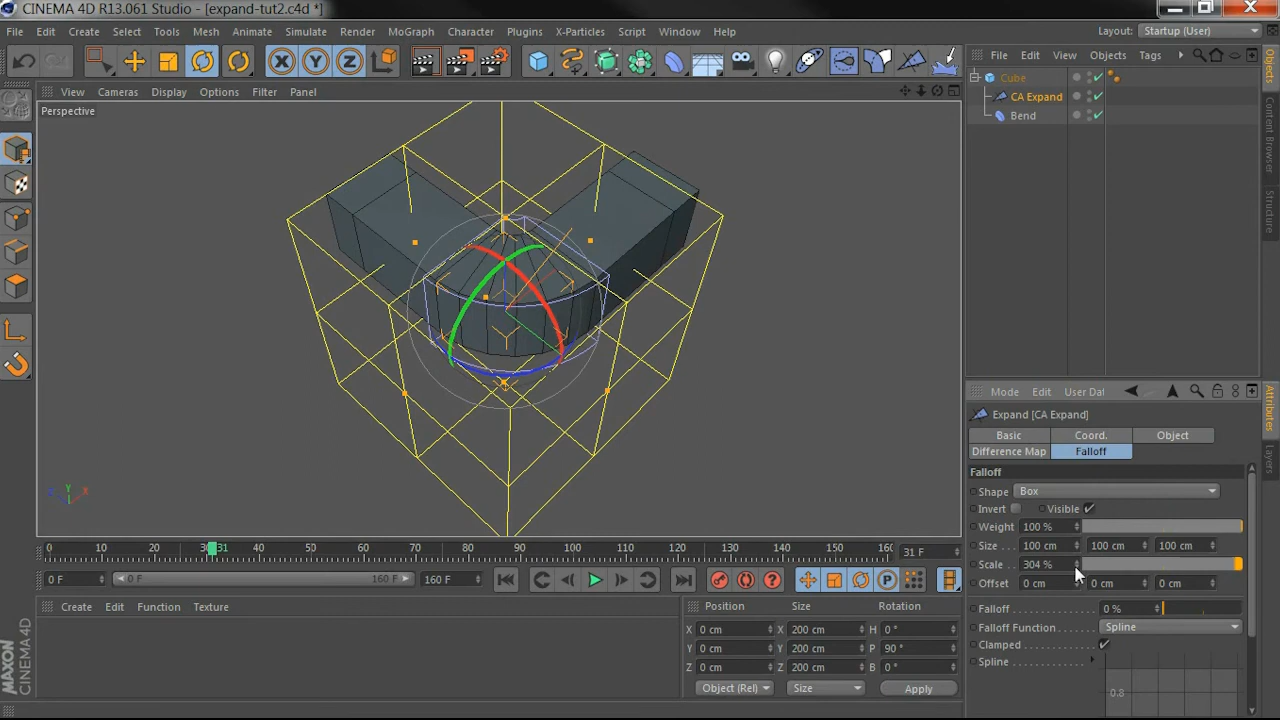 CINEMA 4D R13.061 Studio - [expand-tut2.c4d *]
File Edit Create Select Tools Mesh Animate Simulate Render MoGraph Character Plugins X-Particles Script Window Help
Layout: Startup (User)
X Y Z
File Edit View Objects Tags
Cube
CA Expand
Bend
Objects
Content Browser
Structure
View Cameras Display Options Filter Panel
Perspective
Z Y X
Mode Edit User Dat
Expand [CA Expand]
Basic Coord. Object
Difference Map Falloff
Falloff
Shape Box
Invert Visible
Weight 100 %
Size . . . 100 cm 100 cm 100 cm
Scale . . 304 %
Offset 0 cm 0 cm 0 cm
Falloff 0 %
Falloff Function Spline
Clamped
Spline
0.8
Attributes
Layers
0 10 20 30 31 40 50 60 70 80 90 100 110 120 130 140 150 160 31 F
0 F 0 F 160 F 160 F
P
Create Edit Function Texture
Position Size Rotation
X 0 cm X 200 cm H 0 °
Y 0 cm Y 200 cm P 90 °
Z 0 cm Z 200 cm B 0 °
Object (Rel) Size Apply
MAXON
CINEMA 4D